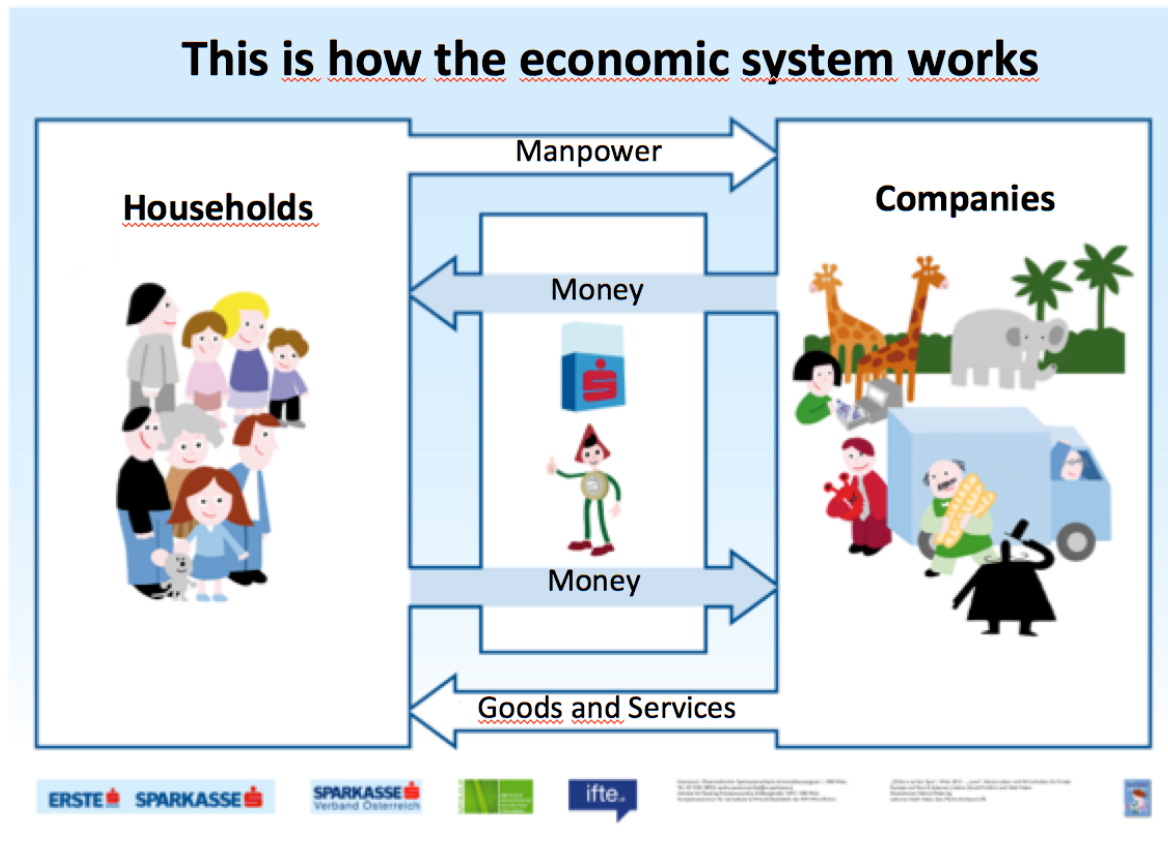 This is how the economic system works
Manpower
Households
Companies
Money
Money
Goods and Services
ERSTE SPARKASSE
SPARKASSE
Verband Österreich
ifte.at